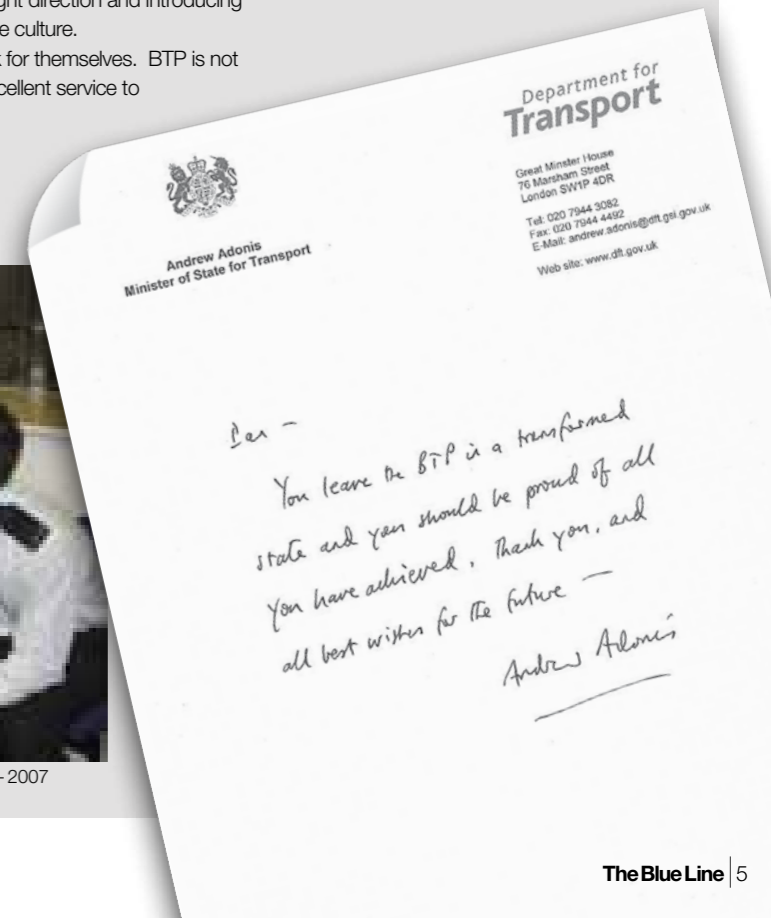 ght direction and introducing
e culture.
k for themselves. BTP is not
cellent service to
Department for
Transport
Great Minster House
76 Marsham Street
London SW1P 4DR
Tel: 020 7944 3082
Fax: 020 7944 4492
E-Mail: andrew.adonis@dft.gsi.gov.uk
Web site: www.dft.gov.uk
Andrew Adonis
Minister of State for Transport
Ian –
You leave the BTP in a transformed
state and you should be proud of all
you have achieved. Thank you, and
all best wishes for the future –
Andrew Adonis
- 2007
The Blue Line | 5